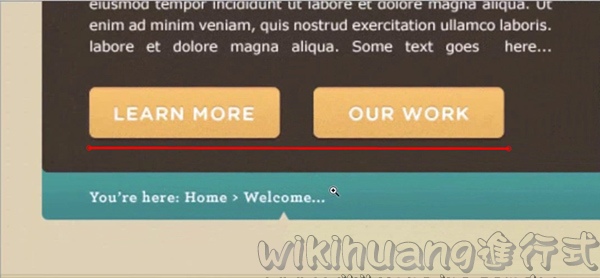 eiusmod tempor incididunt ut labore et dolore magna aliqua. Ut
enim ad minim veniam, quis nostrud exercitation ullamco laboris.
labore et dolore magna aliqua. Some text goes here...
LEARN MORE
OUR WORK
You're here: Home > Welcome...
wikihuang進行式